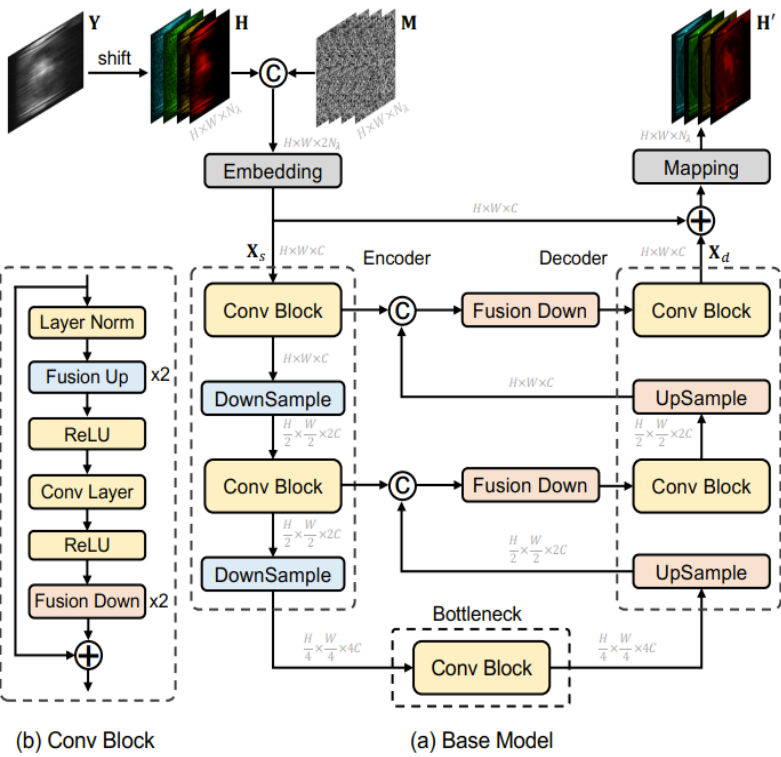 Y
H
M
H′
shift
C
H×W×N_λ
H×W×N_λ
H×W×N_λ
H×W×2N_λ
Embedding
Mapping
H×W×C
+
X_s
H×W×C
Encoder
Decoder
H×W×C
X_d
Conv Block
C
Fusion Down
Conv Block
Layer Norm
H×W×C
Fusion Up
x2
DownSample
H×W×C
UpSample
ReLU
H/2×W/2×2C
H/2×W/2×2C
Conv Layer
Conv Block
C
Fusion Down
Conv Block
ReLU
H/2×W/2×2C
H/2×W/2×2C
Fusion Down
x2
DownSample
UpSample
+
Bottleneck
H/4×W/4×4C
Conv Block
H/4×W/4×4C
(b) Conv Block
(a) Base Model